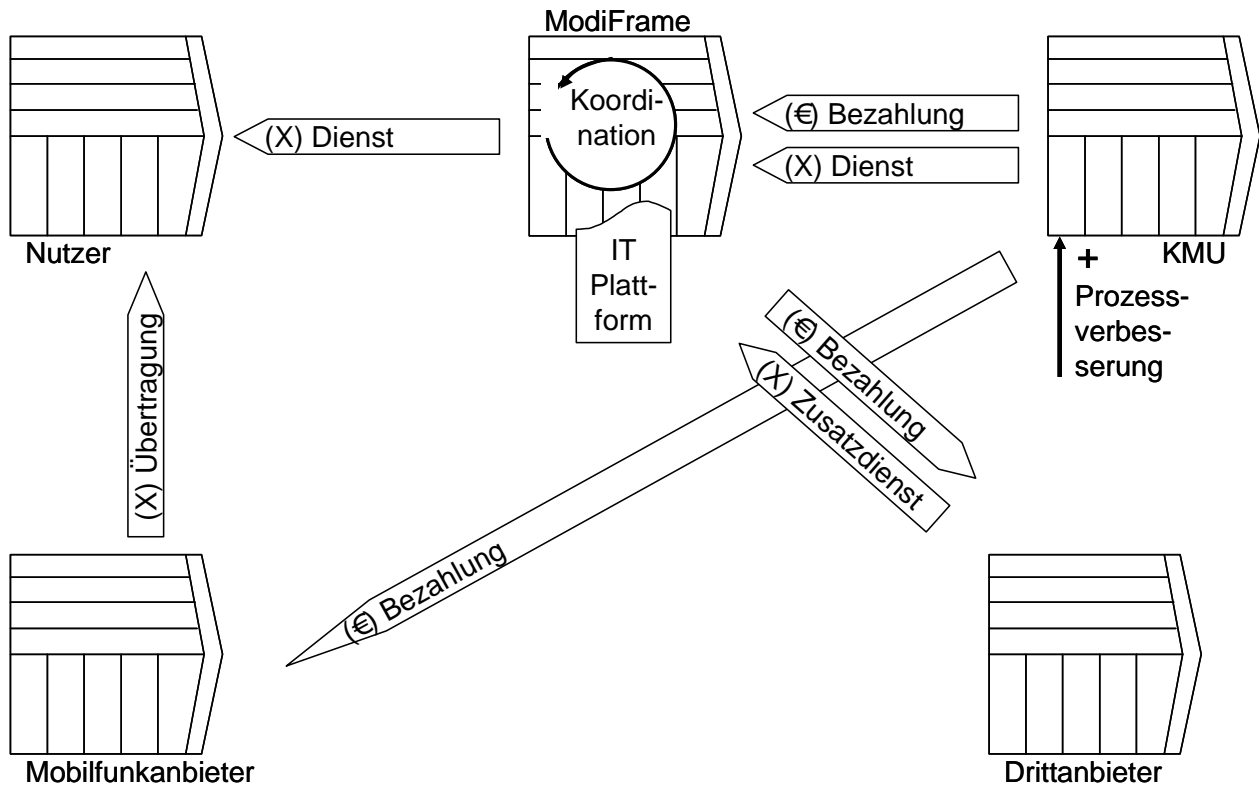 ModiFrame
Koordi-
nation
(€) Bezahlung
(X) Dienst
(X) Dienst
Nutzer
IT
Platt-
form
KMU
+
Prozess-
verbes-
serung
(€) Bezahlung
(X) Zusatzdienst
(X) Übertragung
(€) Bezahlung
Mobilfunkanbieter
Drittanbieter